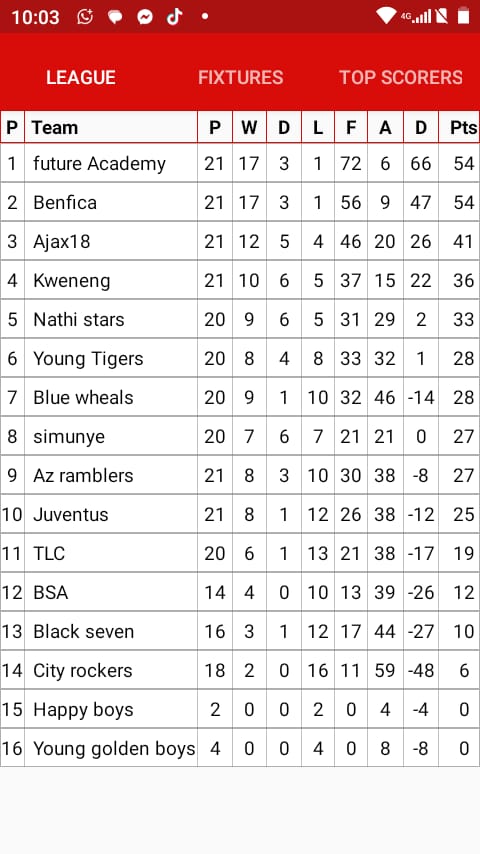 10:03 4G
LEAGUE FIXTURES TOP SCORERS
P Team P W D L F A D Pts
1 future Academy 21 17 3 1 72 6 66 54
2 Benfica 21 17 3 1 56 9 47 54
3 Ajax18 21 12 5 4 46 20 26 41
4 Kweneng 21 10 6 5 37 15 22 36
5 Nathi stars 20 9 6 5 31 29 2 33
6 Young Tigers 20 8 4 8 33 32 1 28
7 Blue wheals 20 9 1 10 32 46 -14 28
8 simunye 20 7 6 7 21 21 0 27
9 Az ramblers 21 8 3 10 30 38 -8 27
10 Juventus 21 8 1 12 26 38 -12 25
11 TLC 20 6 1 13 21 38 -17 19
12 BSA 14 4 0 10 13 39 -26 12
13 Black seven 16 3 1 12 17 44 -27 10
14 City rockers 18 2 0 16 11 59 -48 6
15 Happy boys 2 0 0 2 0 4 -4 0
16 Young golden boys 4 0 0 4 0 8 -8 0